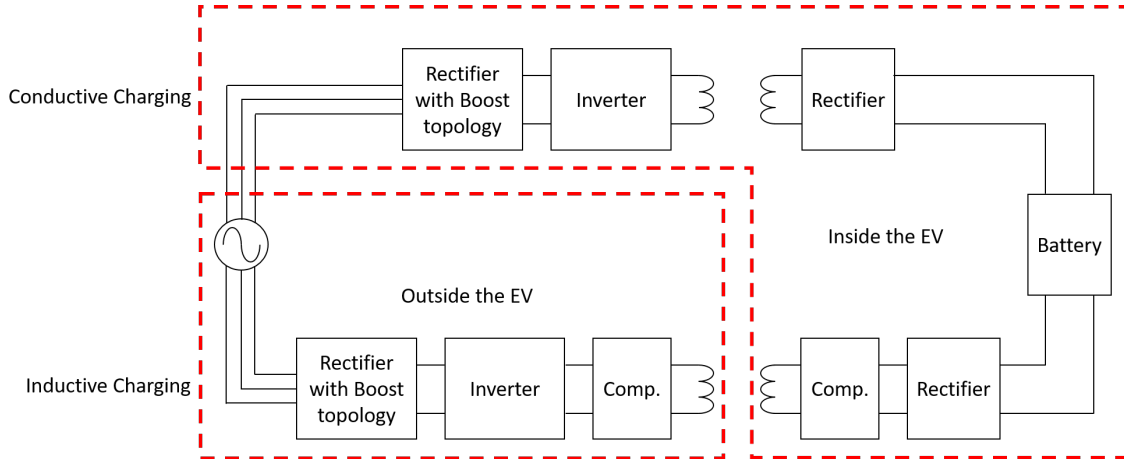 Conductive Charging
Rectifier
with Boost
topology
Inverter
Rectifier
Inside the EV
Battery
Outside the EV
Inductive Charging
Rectifier
with Boost
topology
Inverter
Comp.
Comp.
Rectifier